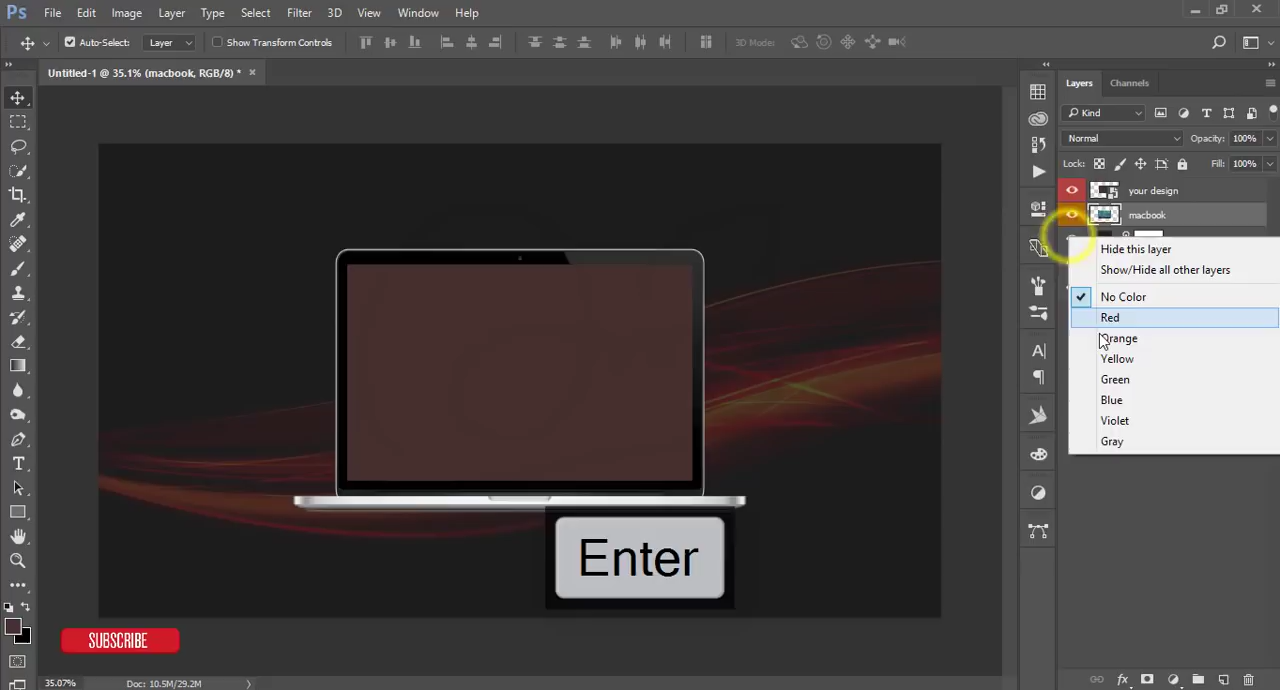 Ps File Edit Image Layer Type Select Filter 3D View Window Help
Auto-Select: Layer Show Transform Controls 3D Mode:
Untitled-1 @ 35.1% (macbook, RGB/8) * ×
Layers Channels
Kind
Normal Opacity: 100%
Lock: Fill: 100%
your design
macbook
Hide this layer
Show/Hide all other layers
No Color
Red
Orange
Yellow
Green
Blue
Violet
Gray
Enter
SUBSCRIBE
35.07% Doc: 10.5M/29.2M